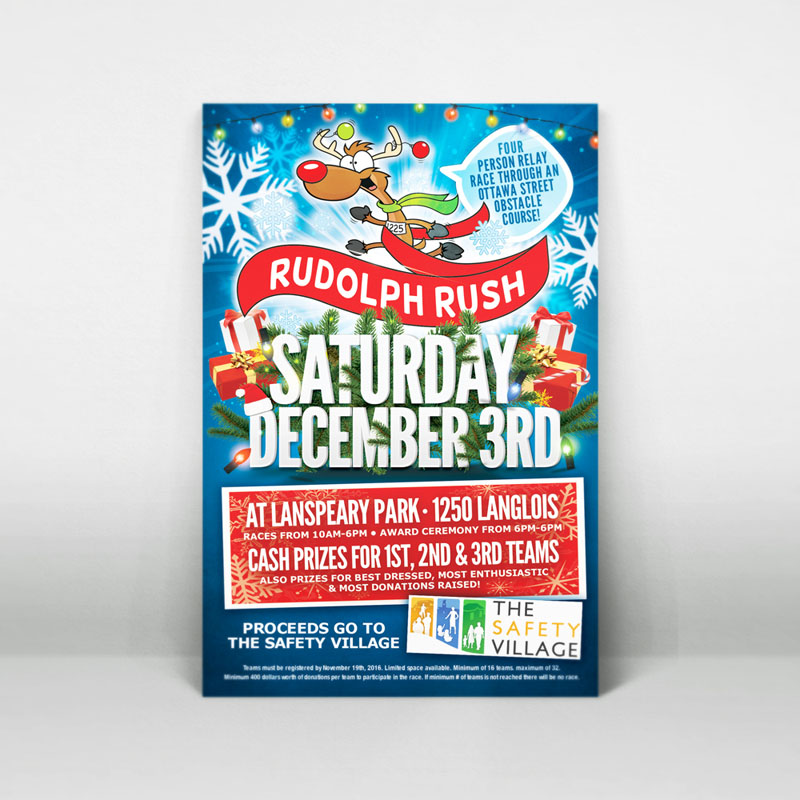 FOUR
PERSON RELAY
RACE THROUGH AN
OTTAWA STREET
OBSTACLE
COURSE!
1225
RUDOLPH RUSH
SATURDAY
DECEMBER 3RD
AT LANSPEARY PARK · 1250 LANGLOIS
RACES FROM 10AM-6PM • AWARD CEREMONY FROM 6PM-6PM
CASH PRIZES FOR 1ST, 2ND & 3RD TEAMS
ALSO PRIZES FOR BEST DRESSED, MOST ENTHUSIASTIC
& MOST DONATIONS RAISED!
PROCEEDS GO TO
THE SAFETY VILLAGE
THE
SAFETY
VILLAGE
Teams must be registered by November 19th, 2016. Limited space available. Minimum of 16 teams. maximum of 32.
Minimum 400 dollars worth of donations per team to participate in the race. If minimum # of teams is not reached there will be no race.